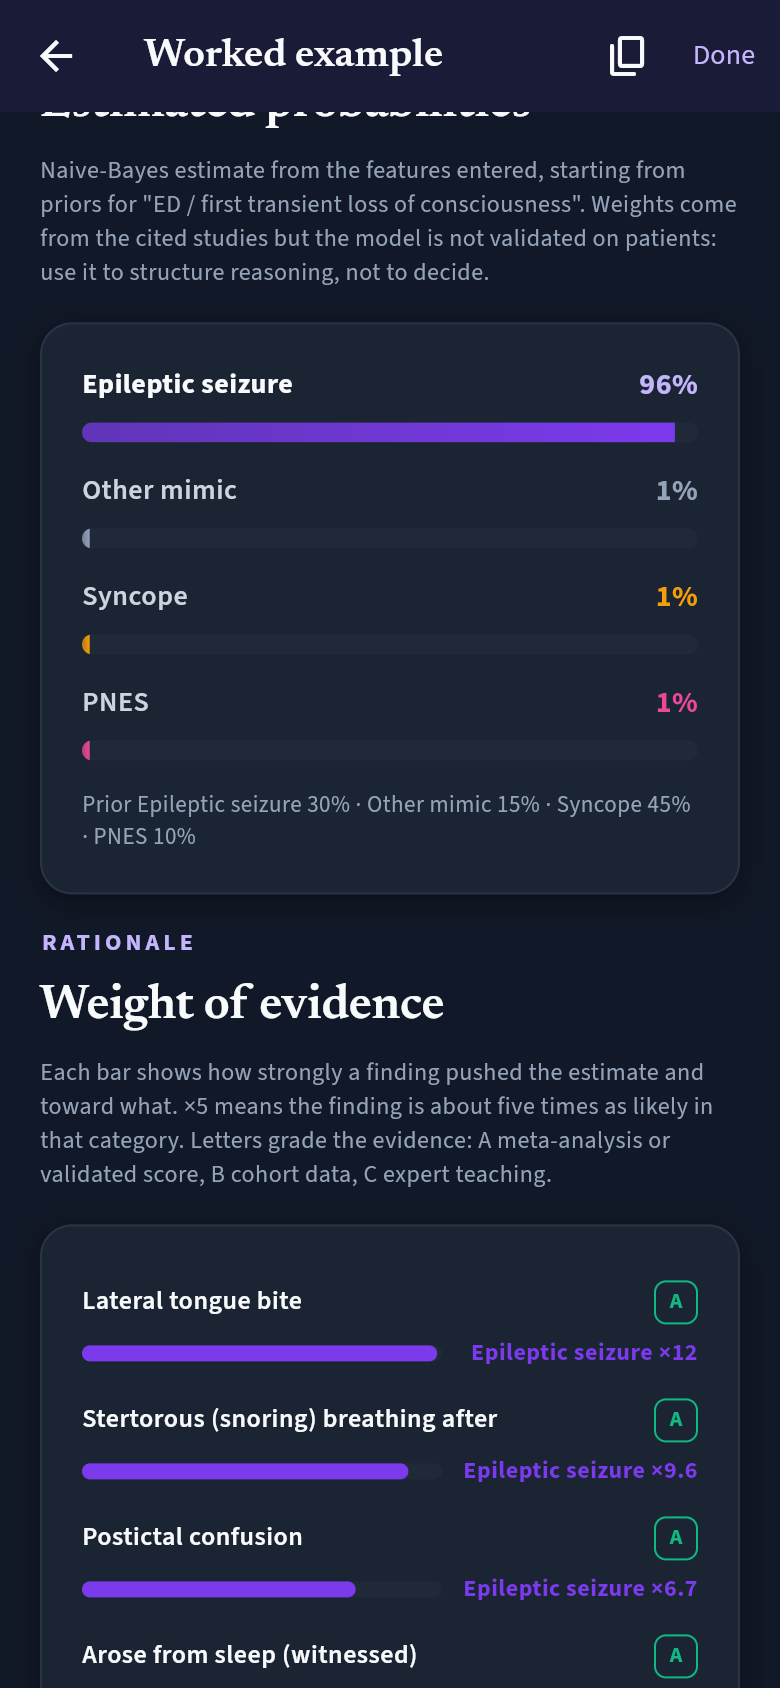 Worked example
Done
Estimated probabilities
Naive-Bayes estimate from the features entered, starting from
priors for "ED / first transient loss of consciousness". Weights come
from the cited studies but the model is not validated on patients:
use it to structure reasoning, not to decide.
Epileptic seizure 96%
Other mimic 1%
Syncope 1%
PNES 1%
Prior Epileptic seizure 30% · Other mimic 15% · Syncope 45%
· PNES 10%
RATIONALE
Weight of evidence
Each bar shows how strongly a finding pushed the estimate and
toward what. ×5 means the finding is about five times as likely in
that category. Letters grade the evidence: A meta-analysis or
validated score, B cohort data, C expert teaching.
Lateral tongue bite A
Epileptic seizure ×12
Stertorous (snoring) breathing after A
Epileptic seizure ×9.6
Postictal confusion A
Epileptic seizure ×6.7
Arose from sleep (witnessed) A